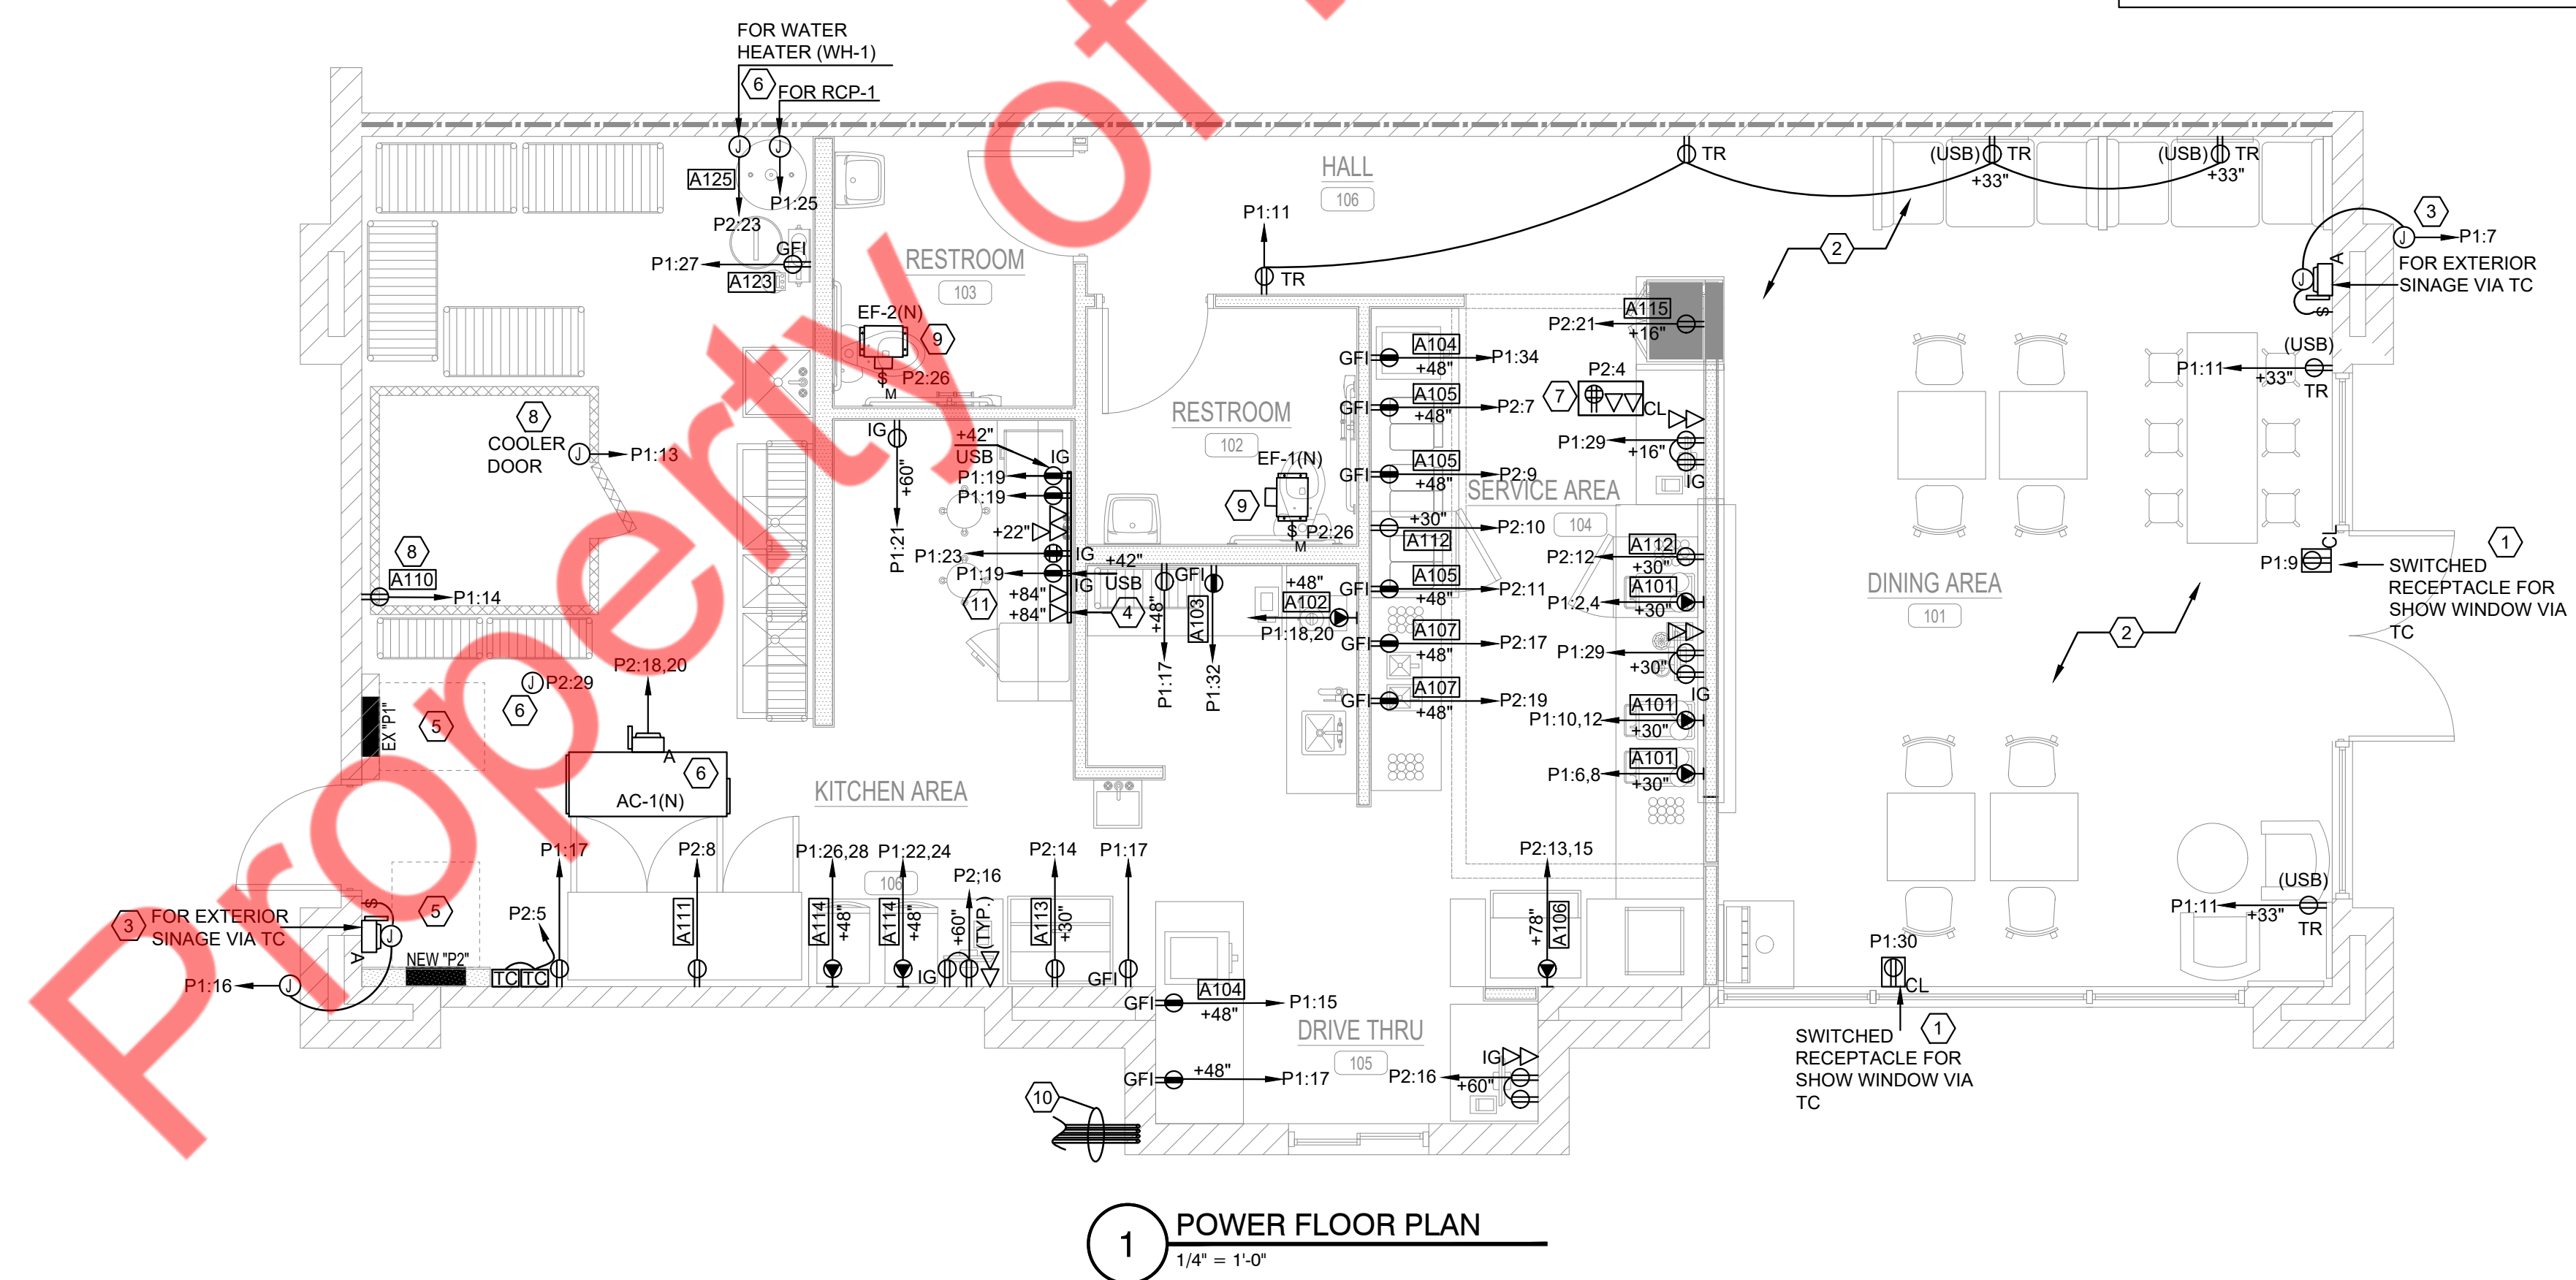 FOR WATER
HEATER (WH-1)
6
FOR RCP-1
J
J
A125
P1:25
P2:23
GFI
P1:27
A123
HALL
106
P1:11
TR
TR
(USB)
TR
+33"
(USB)
TR
+33"
2
3
J
P1:7
FOR EXTERIOR
SINAGE VIA TC
A
J
$
RESTROOM
103
EF-2(N)
9
$
P2:26
M
RESTROOM
102
EF-1(N)
9
$
P2:26
M
8
COOLER
DOOR
J
P1:13
8
A110
P1:14
IG
+60"
P1:21
+42"
USB
IG
P1:19
P1:19
+22"
P1:23
IG
P1:19
+42"
USB
IG
11
+84"
+84"
4
+48"
P1:17
GFI
A103
P1:32
+48"
A102
P1:18,20
GFI
A104
+48"
P1:34
GFI
A105
+48"
P2:7
GFI
A105
+48"
P2:9
SERVICE AREA
104
+30"
P2:10
A112
GFI
A105
+48"
P2:11
GFI
A107
+48"
P2:17
GFI
A107
+48"
P2:19
A115
P2:21
+16"
P2:4
7
CL
P1:29
+16"
IG
A112
P2:12
+30"
A101
P1:2,4
+30"
P1:29
+30"
IG
A101
P1:10,12
+30"
A101
P1:6,8
+30"
(USB)
P1:11
+33"
TR
CL
P1:9
1
SWITCHED
RECEPTACLE FOR
SHOW WINDOW VIA
TC
DINING AREA
101
2
(USB)
P1:11
+33"
TR
P1:30
CL
SWITCHED
1
RECEPTACLE FOR
SHOW WINDOW VIA
TC
P2:18,20
J
P2:29
6
EX "P1"
5
A
6
AC-1(N)
KITCHEN AREA
106
3
FOR EXTERIOR
SINAGE VIA TC
$
J
A
5
P1:16
J
NEW "P2"
P2:5
TC
TC
P1:17
P2:8
A111
P1:26,28
A114
+48"
P1:22,24
A114
+48"
P2;16
IG
+60"
(TYP.)
P2:14
A113
+30"
P1:17
GFI
GFI
A104
+48"
P1:15
GFI
+48"
P1:17
DRIVE THRU
105
P2:13,15
+78"
A106
IG
P2:16
+60"
10
1
POWER FLOOR PLAN
1/4" = 1'-0"
Property of